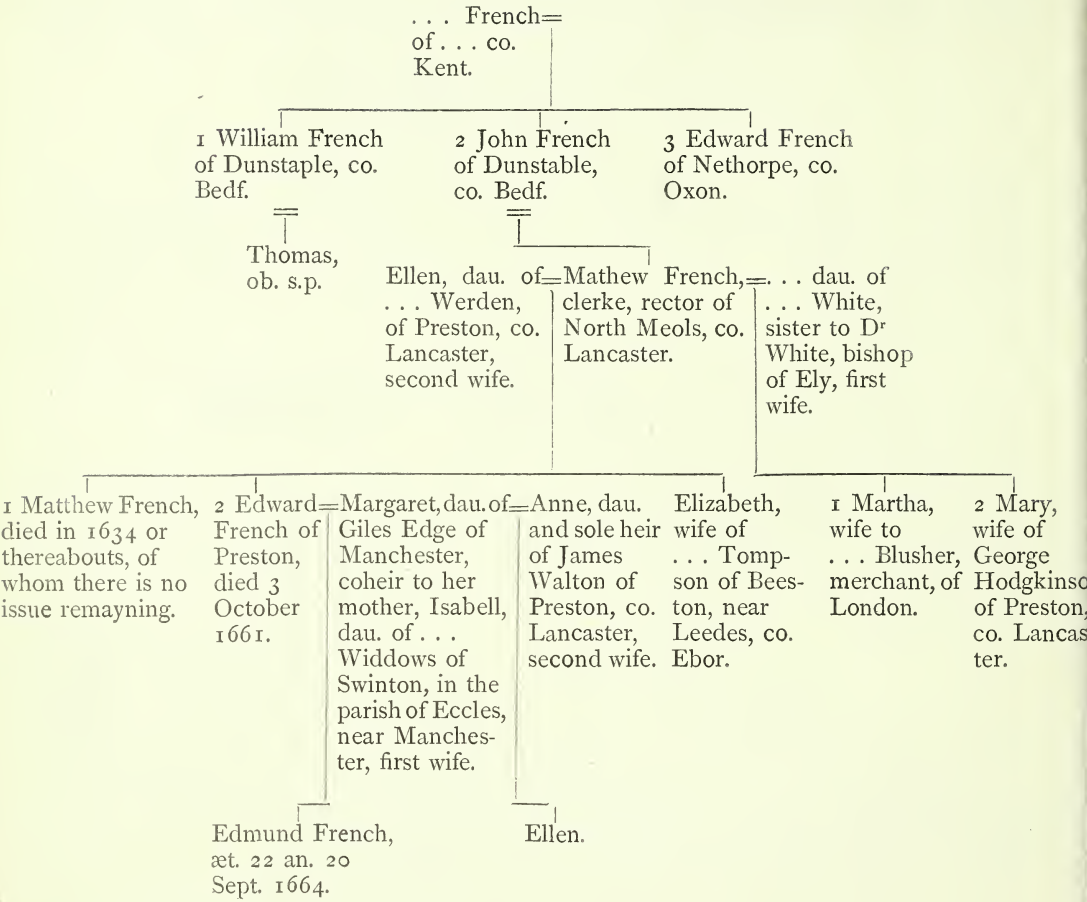 . . . French=
of . . . co.
Kent.
1 William French
of Dunstaple, co.
Bedf.
=
2 John French
of Dunstable,
co. Bedf.
=
3 Edward French
of Nethorpe, co.
Oxon.
Thomas,
ob. s.p.
Ellen, dau. of=
. . . Werden,
of Preston, co.
Lancaster,
second wife.
Mathew French,=
clerke, rector of
North Meols, co.
Lancaster.
. . . dau. of
. . . White,
sister to Dʳ
White, bishop
of Ely, first
wife.
1 Matthew French,
died in 1634 or
thereabouts, of
whom there is no
issue remayning.
2 Edward=
French of
Preston,
died 3
October
1661.
Margaret, dau. of=
Giles Edge of
Manchester,
coheir to her
mother, Isabell,
dau. of . . .
Widdows of
Swinton, in the
parish of Eccles,
near Manches-
ter, first wife.
Anne, dau.
and sole heir
of James
Walton of
Preston, co.
Lancaster,
second wife.
Elizabeth,
wife of
. . . Tomp-
son of Bees-
ton, near
Leedes, co.
Ebor.
1 Martha,
wife to
. . . Blusher,
merchant, of
London.
2 Mary,
wife of
George
Hodgkinso
of Preston,
co. Lancas
ter.
Edmund French,
æt. 22 an. 20
Sept. 1664.
Ellen.